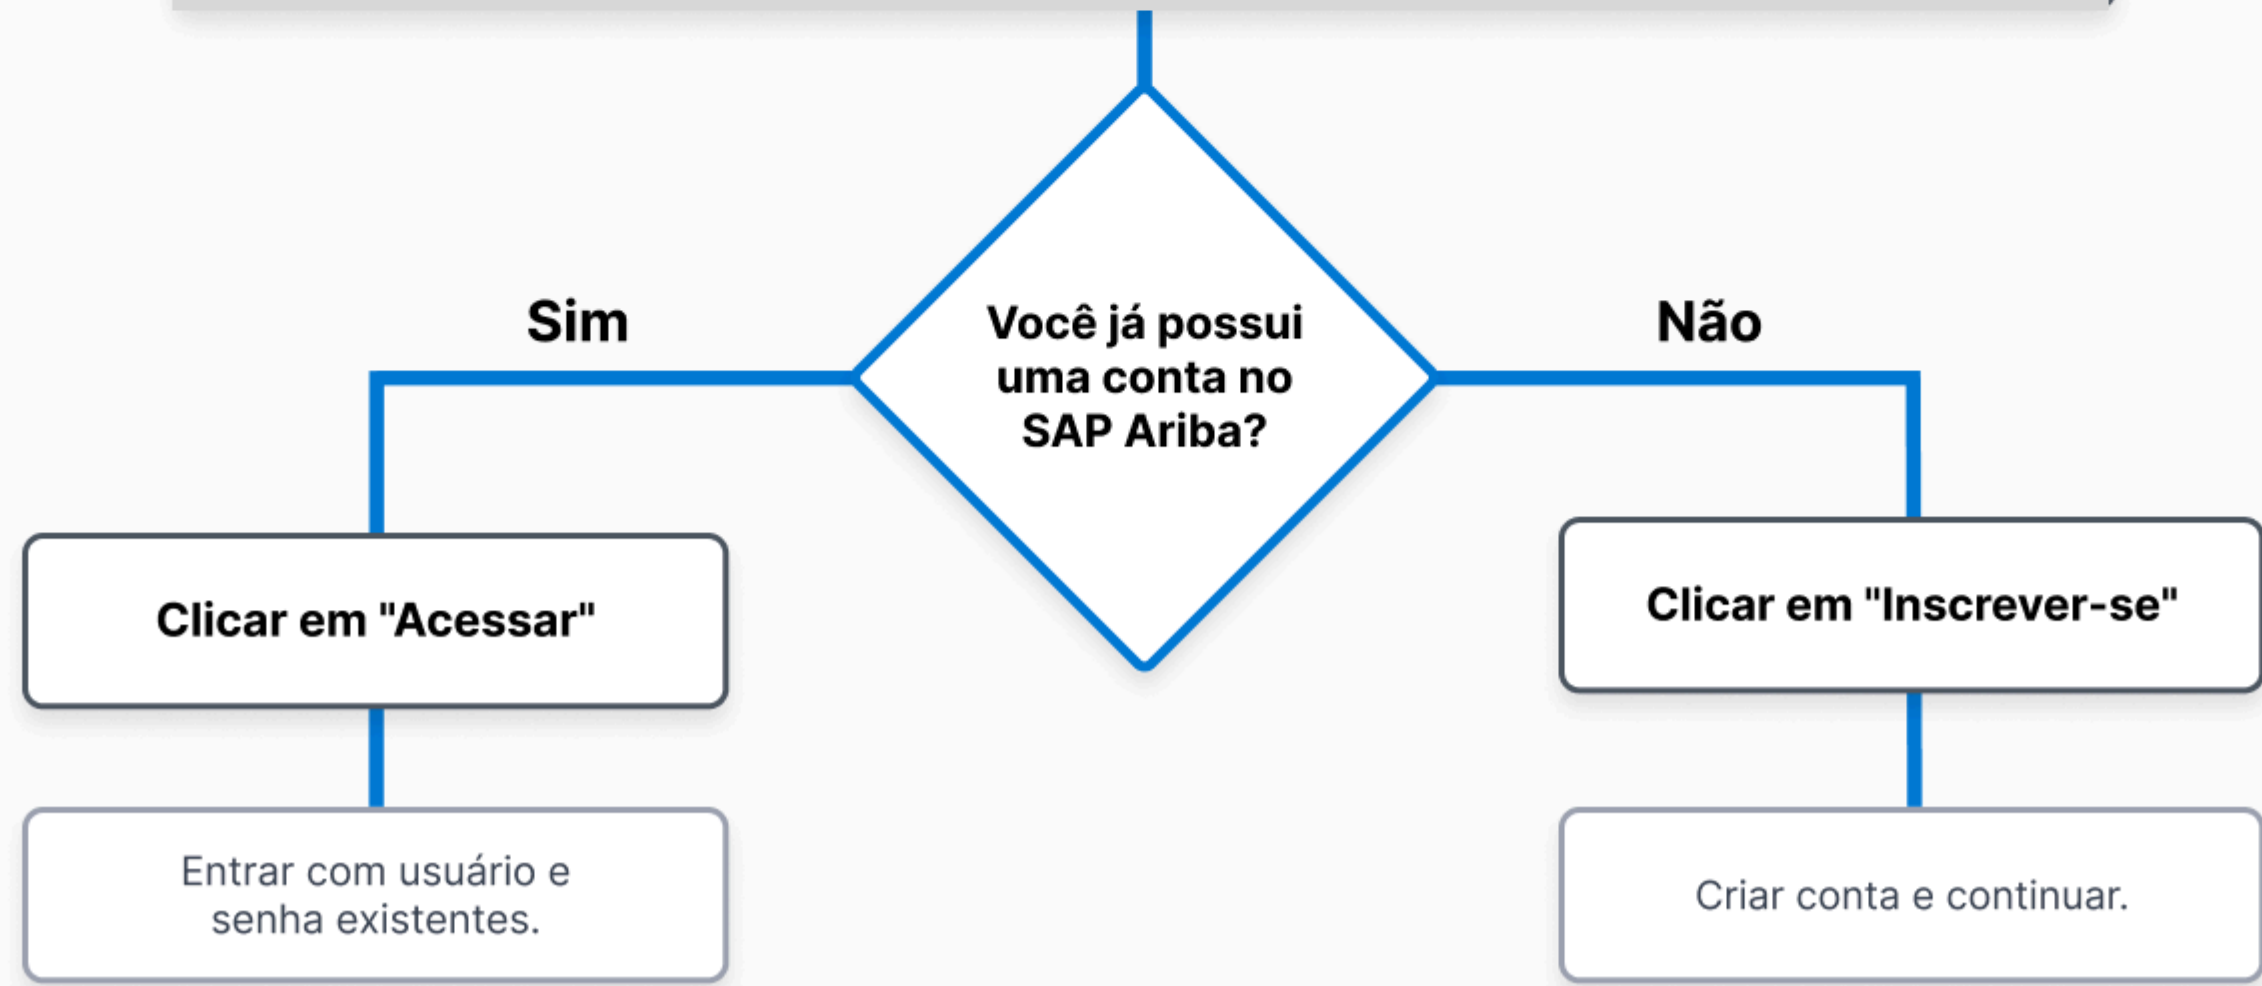 Sim
Não
Você já possui
uma conta no
SAP Ariba?
Clicar em "Acessar"
Clicar em "Inscrever-se"
Entrar com usuário e
senha existentes.
Criar conta e continuar.